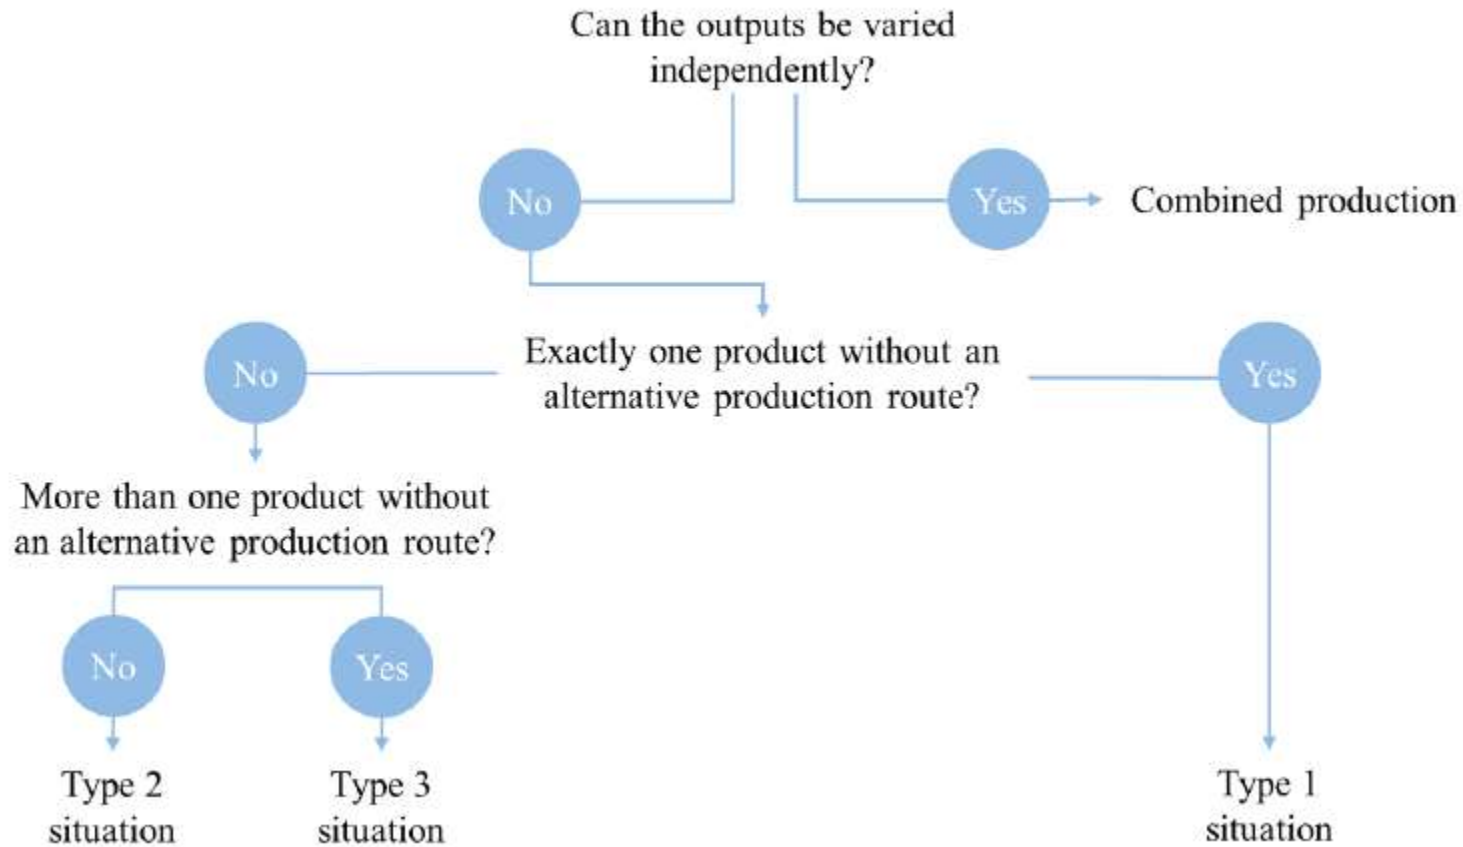 Can the outputs be varied
independently?
No
Yes
Combined production
No
Exactly one product without an
alternative production route?
Yes
More than one product without
an alternative production route?
No
Yes
Type 2
situation
Type 3
situation
Type 1
situation